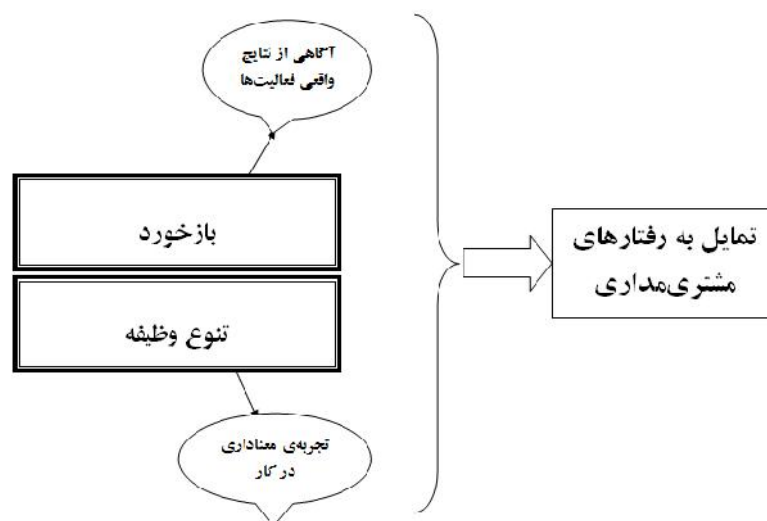 آگاهی از نتایج
واقعی فعالیت‌ها
بازخورد
تنوع وظیفه
تجربه‌ی معناداری
در کار
تمایل به رفتارهای
مشتری‌مداری